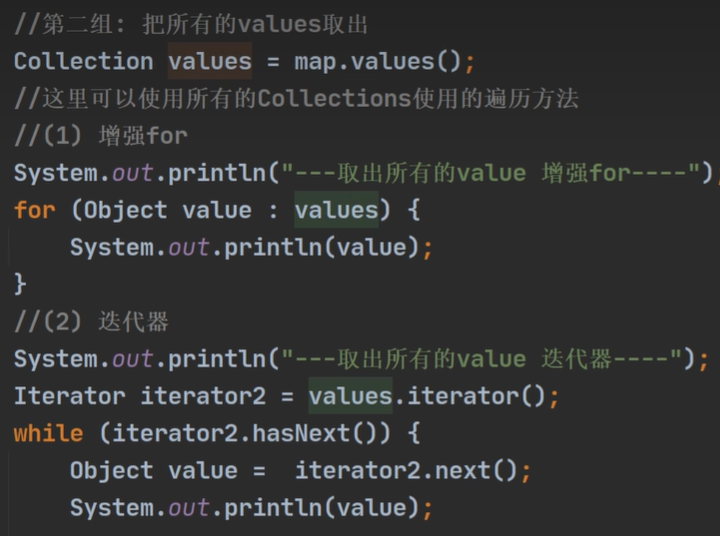 //第二组: 把所有的values取出
Collection values = map.values();
//这里可以使用所有的Collections使用的遍历方法
//(1) 增强for
System.out.println("---取出所有的value 增强for----")
for (Object value : values) {
    System.out.println(value);
}
//(2) 迭代器
System.out.println("---取出所有的value 迭代器----");
Iterator iterator2 = values.iterator();
while (iterator2.hasNext()) {
    Object value =  iterator2.next();
    System.out.println(value);